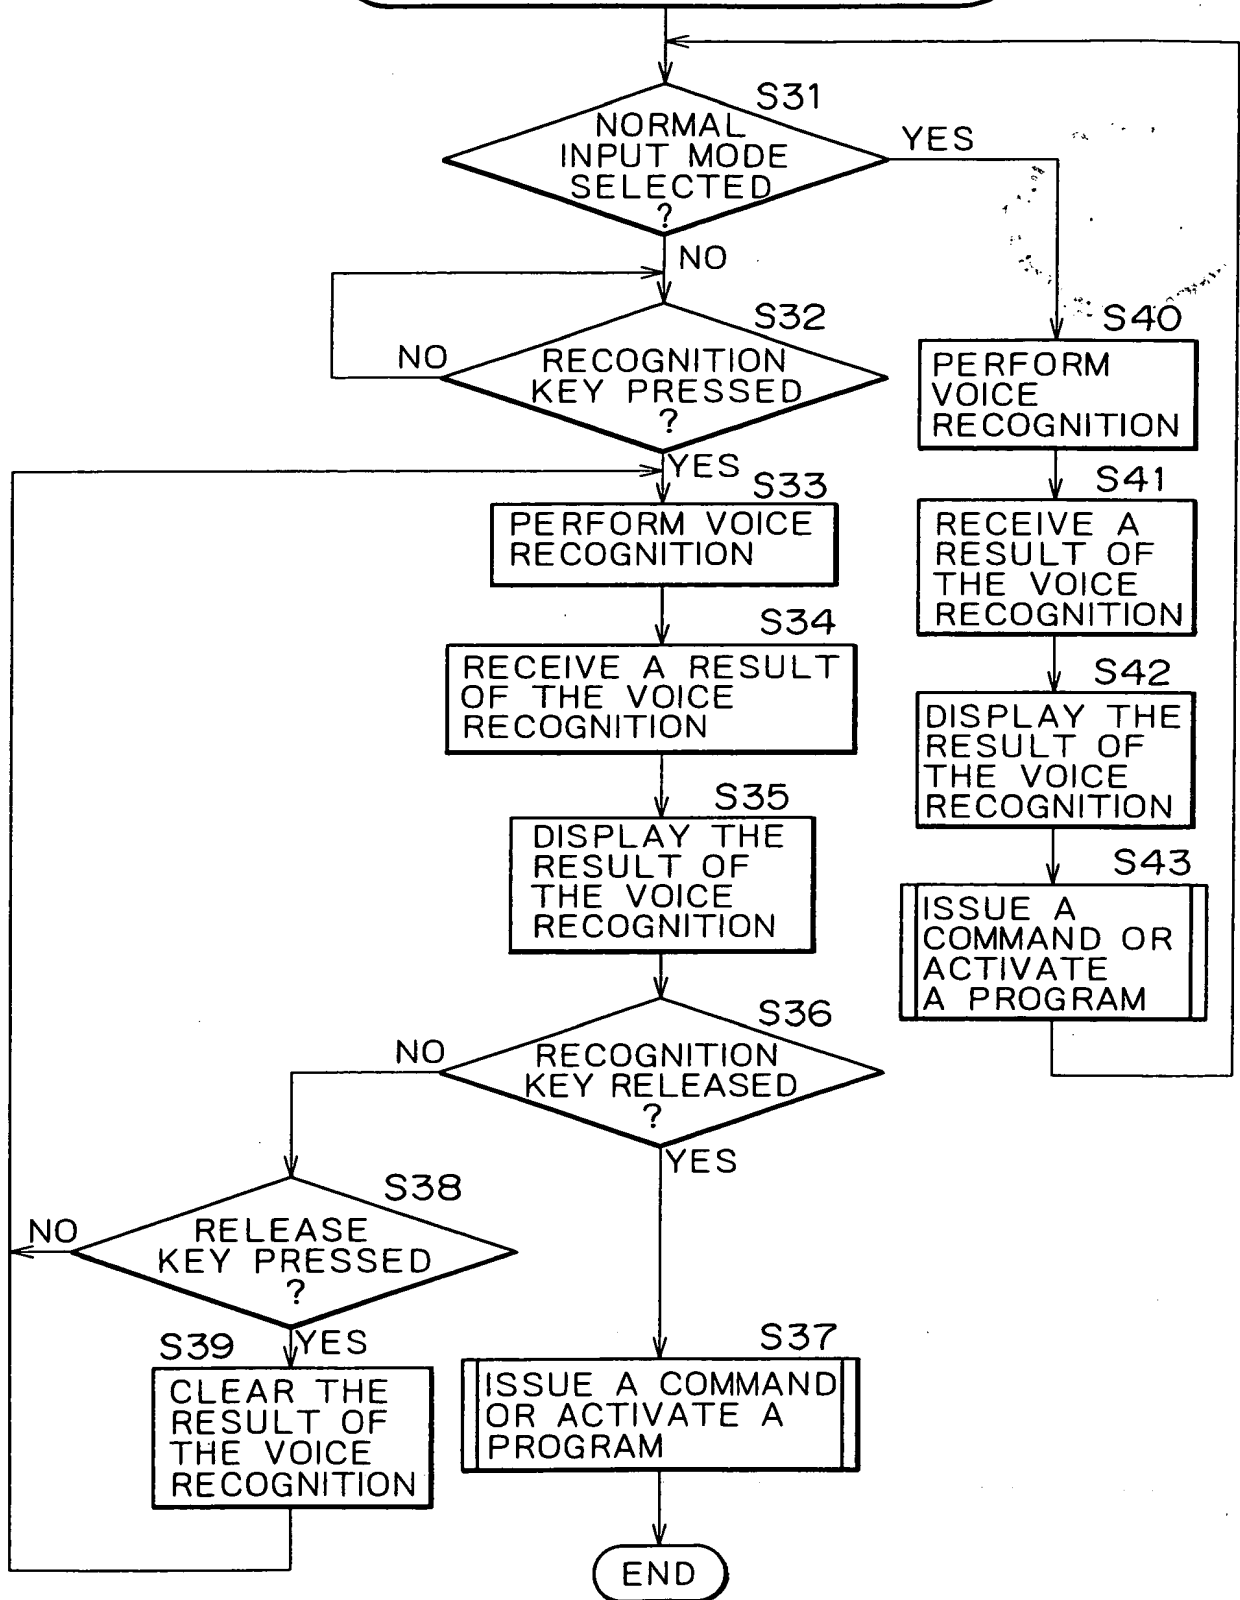 S31
NORMAL
INPUT MODE
SELECTED
?
YES
NO
S32
RECOGNITION
KEY PRESSED
?
NO
YES
S33
PERFORM VOICE
RECOGNITION
S34
RECEIVE A RESULT
OF THE VOICE
RECOGNITION
S35
DISPLAY THE
RESULT OF
THE VOICE
RECOGNITION
S36
RECOGNITION
KEY RELEASED
?
NO
YES
S38
RELEASE
KEY PRESSED
?
NO
YES
S39
CLEAR THE
RESULT OF
THE VOICE
RECOGNITION
S37
ISSUE A COMMAND
OR ACTIVATE A
PROGRAM
END
S40
PERFORM
VOICE
RECOGNITION
S41
RECEIVE A
RESULT OF
THE VOICE
RECOGNITION
S42
DISPLAY THE
RESULT OF
THE VOICE
RECOGNITION
S43
ISSUE A
COMMAND OR
ACTIVATE
A PROGRAM